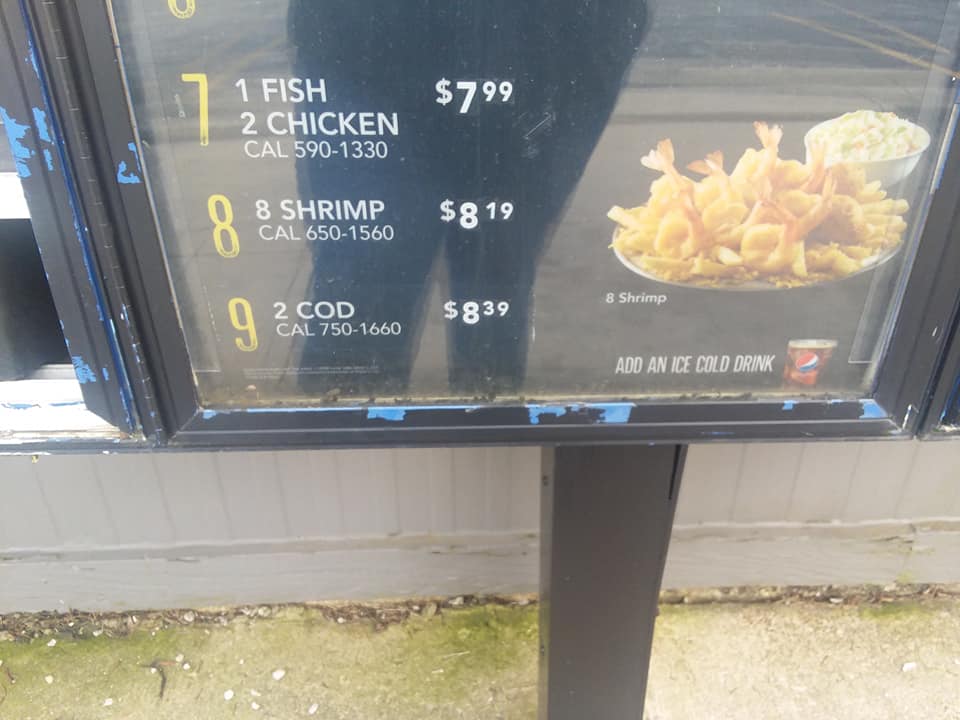 7
1 FISH
2 CHICKEN
CAL 590-1330
$7.99
8
8 SHRIMP
CAL 650-1560
$8.19
9
2 COD
CAL 750-1660
$8.39
8 Shrimp
ADD AN ICE COLD DRINK